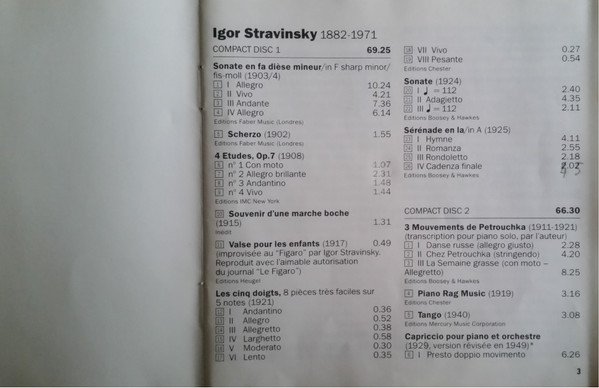 Igor Stravinsky 1882-1971
COMPACT DISC 1 69.25
Sonate en fa dièse mineur/in F sharp minor/
fis-moll (1903/4)
1 I Allegro 10.24
2 II Vivo 4.21
3 III Andante 7.36
4 IV Allegro 6.14
Editions Faber Music (Londres)
5 Scherzo (1902) 1.55
Editions Faber Music (Londres)
4 Etudes, Op.7 (1908)
6 n° 1 Con moto 1.07
7 n° 2 Allegro brillante 2.31
8 n° 3 Andantino 1.48
9 n° 4 Vivo 1.44
Editions IMC New York
10 Souvenir d'une marche boche
(1915) 1.31
Inédit
11 Valse pour les enfants (1917) 0.49
(improvisée au "Figaro" par Igor Stravinsky.
Reproduit avec l'aimable autorisation
du journal "Le Figaro")
Editions Heugel
Les cinq doigts, 8 pièces très faciles sur
5 notes (1921)
12 I Andantino 0.36
13 II Allegro 0.52
14 III Allegretto 0.38
15 IV Larghetto 0.58
16 V Moderato 0.30
17 VI Lento 0.35
18 VII Vivo 0.27
19 VIII Pesante 0.54
Editions Chester
Sonate (1924)
20 I ♩ = 112 2.40
21 II Adagietto 4.35
22 III ♩ = 112 2.11
Editions Boosey & Hawkes
Sérénade en la/in A (1925)
23 I Hymne 4.11
24 II Romanza 2.55
25 III Rondoletto 2.18
26 IV Cadenza finale
Editions Boosey & Hawkes
COMPACT DISC 2 66.30
3 Mouvements de Petrouchka (1911-1921)
(transcription pour piano solo, par l'auteur)
1 I Danse russe (allegro giusto) 2.28
2 II Chez Petrouchka (stringendo) 4.20
3 III La Semaine grasse (con moto –
Allegretto) 8.25
Editions Boosey & Hawkes
4 Piano Rag Music (1919) 3.16
Editions Chester
5 Tango (1940) 3.08
Editions Mercury Music Corporation
Capriccio pour piano et orchestre
(1929, version révisée en 1949)*
6 I Presto doppio movimento 6.26
3